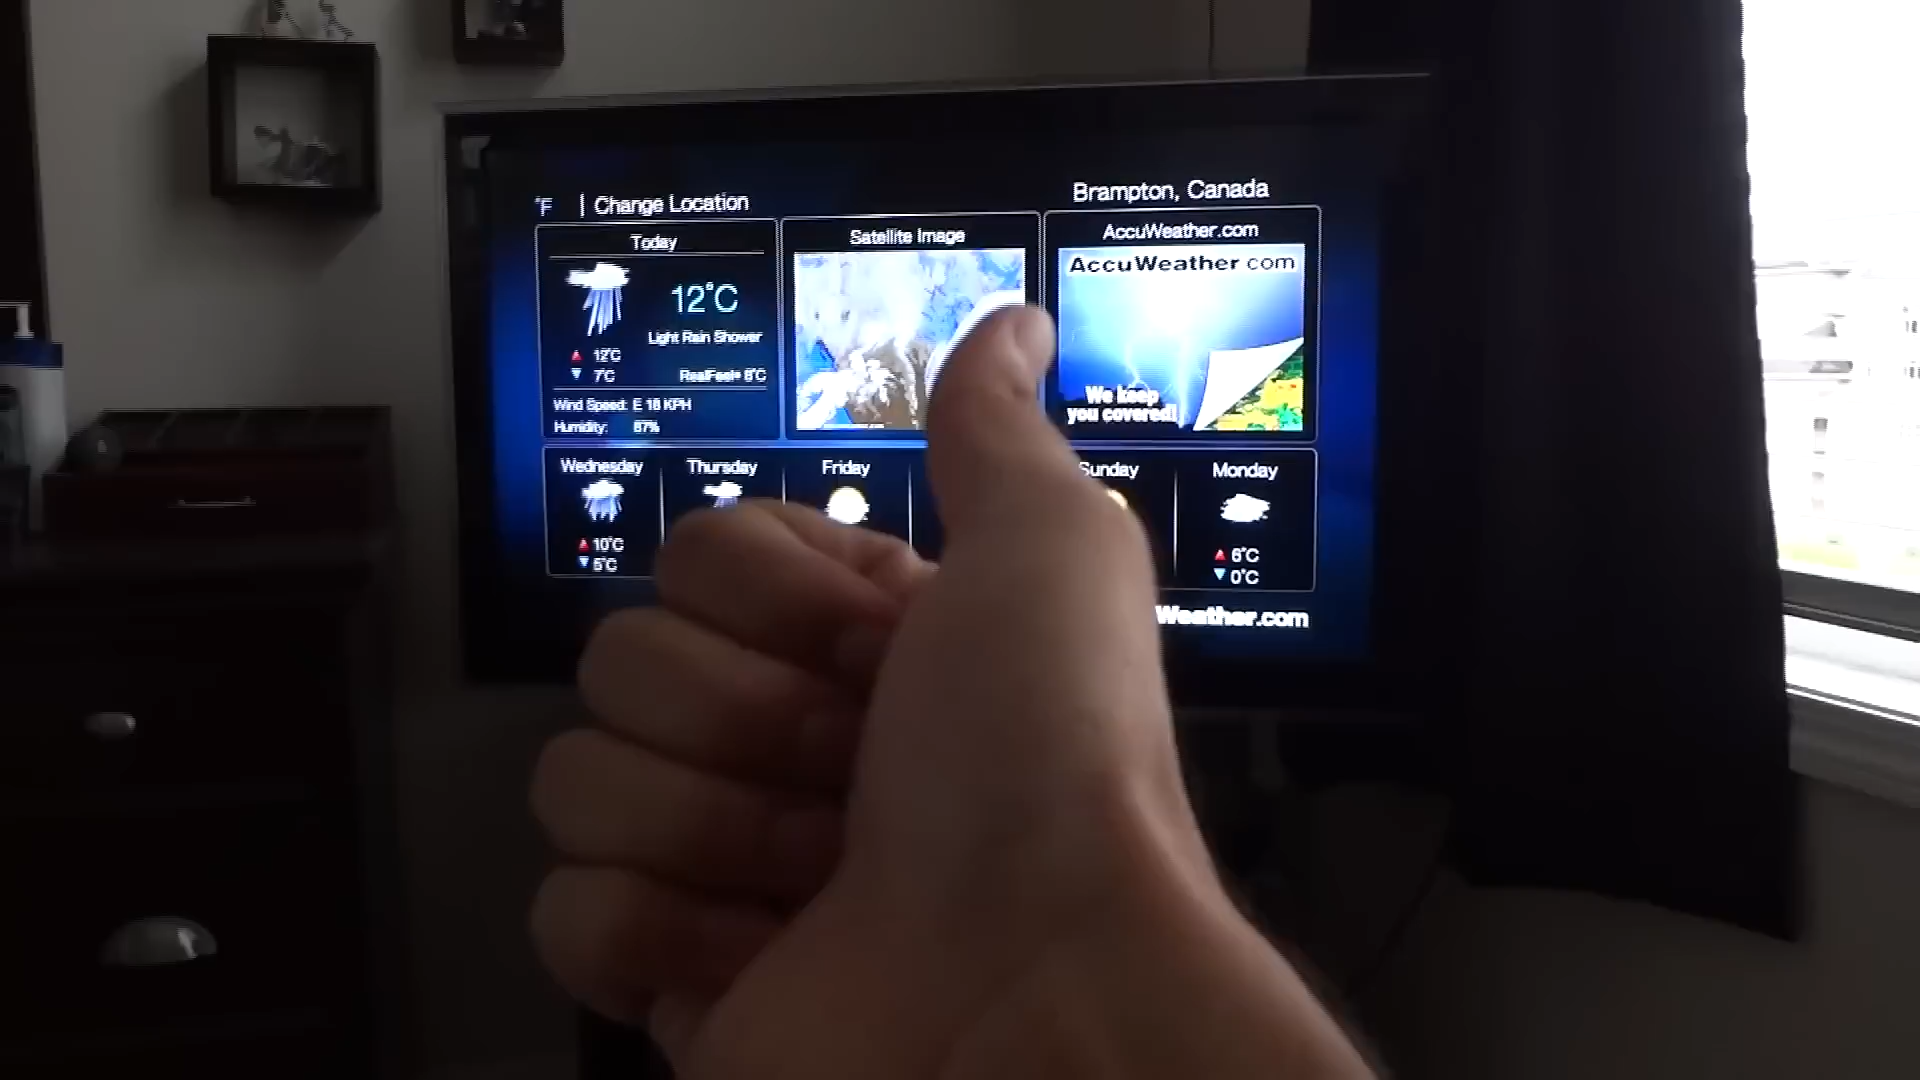 °F | Change Location
Brampton, Canada
Today
12°C
Light Rain Shower
12°C
7°C
RealFeel® 8°C
Wind Speed: E 18 KPH
Humidity: 87%
Satellite Image
AccuWeather.com
AccuWeather.com
We keep
you covered!
Wednesday
10°C
5°C
Thursday
Friday
Sunday
Monday
6°C
0°C
Weather.com